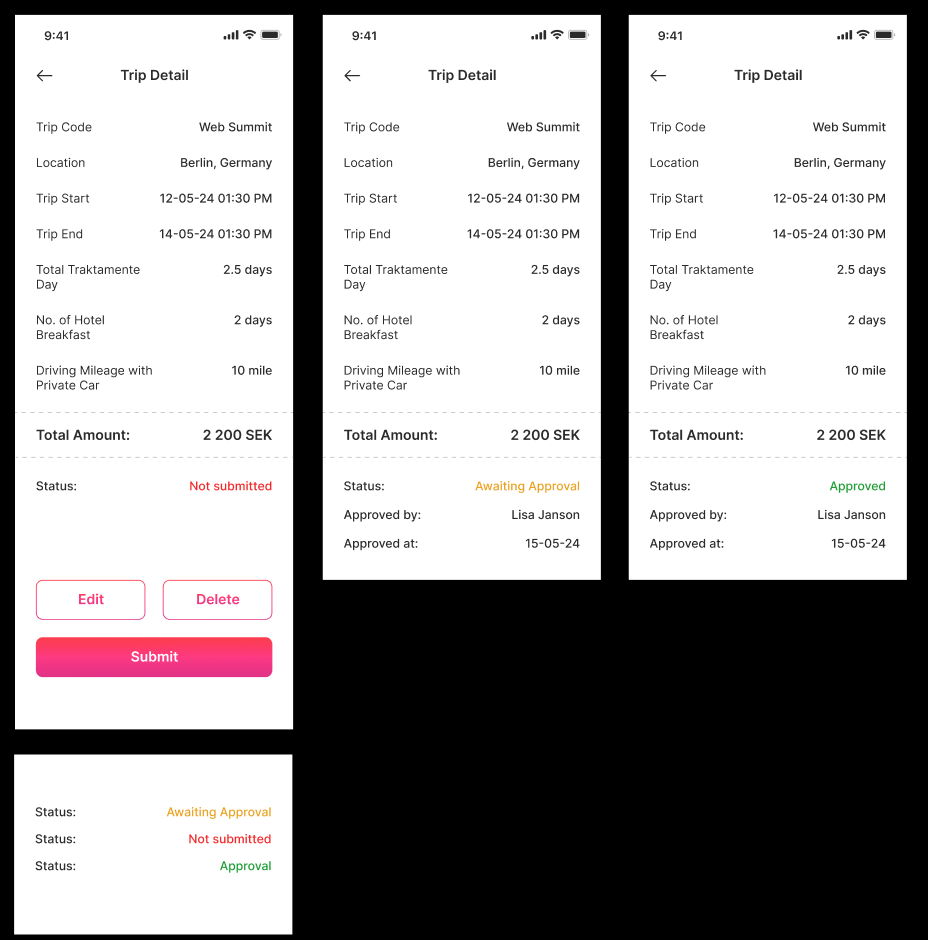 9:41
Trip Detail
Trip Code Web Summit
Location Berlin, Germany
Trip Start 12-05-24 01:30 PM
Trip End 14-05-24 01:30 PM
Total Traktamente 2.5 days
Day
No. of Hotel 2 days
Breakfast
Driving Mileage with 10 mile
Private Car
Total Amount: 2 200 SEK
Status: Not submitted
Edit Delete
Submit
9:41
Trip Detail
Trip Code Web Summit
Location Berlin, Germany
Trip Start 12-05-24 01:30 PM
Trip End 14-05-24 01:30 PM
Total Traktamente 2.5 days
Day
No. of Hotel 2 days
Breakfast
Driving Mileage with 10 mile
Private Car
Total Amount: 2 200 SEK
Status: Awaiting Approval
Approved by: Lisa Janson
Approved at: 15-05-24
9:41
Trip Detail
Trip Code Web Summit
Location Berlin, Germany
Trip Start 12-05-24 01:30 PM
Trip End 14-05-24 01:30 PM
Total Traktamente 2.5 days
Day
No. of Hotel 2 days
Breakfast
Driving Mileage with 10 mile
Private Car
Total Amount: 2 200 SEK
Status: Approved
Approved by: Lisa Janson
Approved at: 15-05-24
Status: Awaiting Approval
Status: Not submitted
Status: Approval